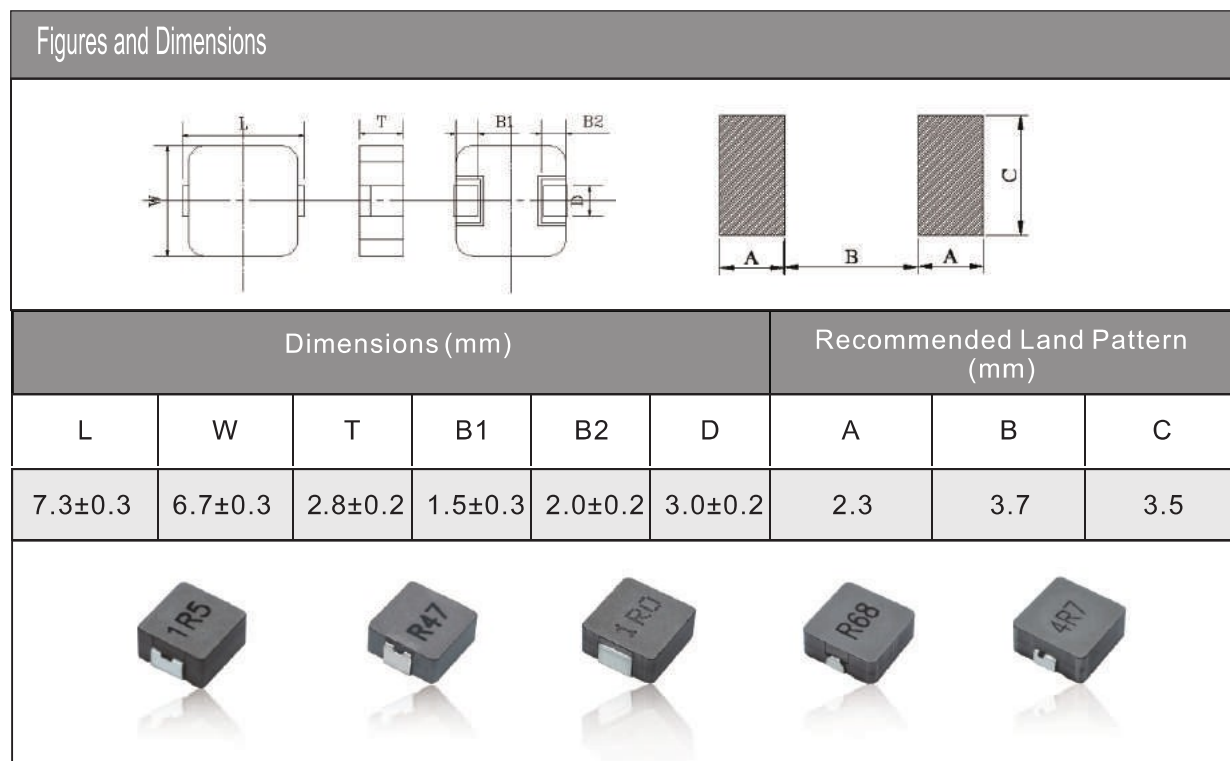 Figures and Dimensions
L T B1 B2
W D C
A B A
Dimensions (mm) Recommended Land Pattern
(mm)
L W T B1 B2 D A B C
7.3±0.3 6.7±0.3 2.8±0.2 1.5±0.3 2.0±0.2 3.0±0.2 2.3 3.7 3.5
1R5 R47 1R0 R68 4R7